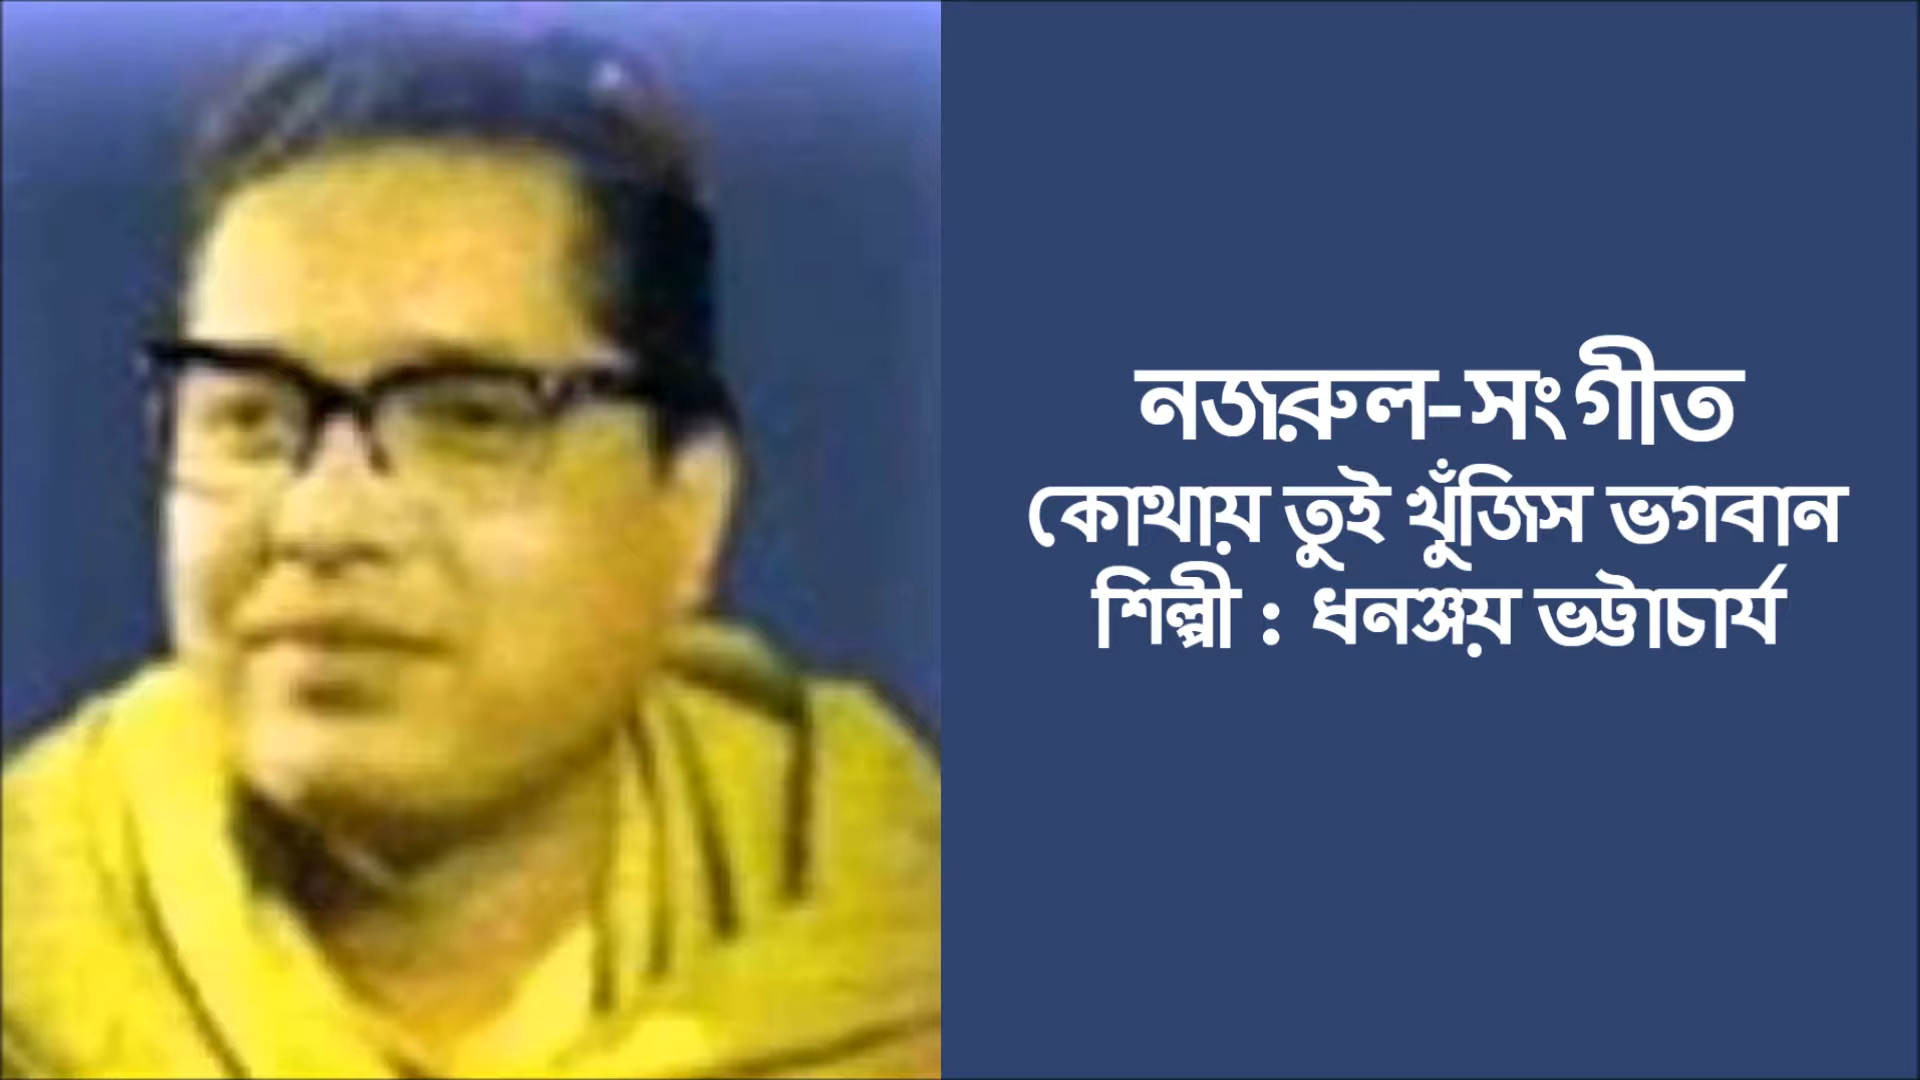 নজরুল-সংগীত
কোথায় তুই খুঁজিস ভগবান
শিল্পী : ধনঞ্জয় ভট্টাচার্য